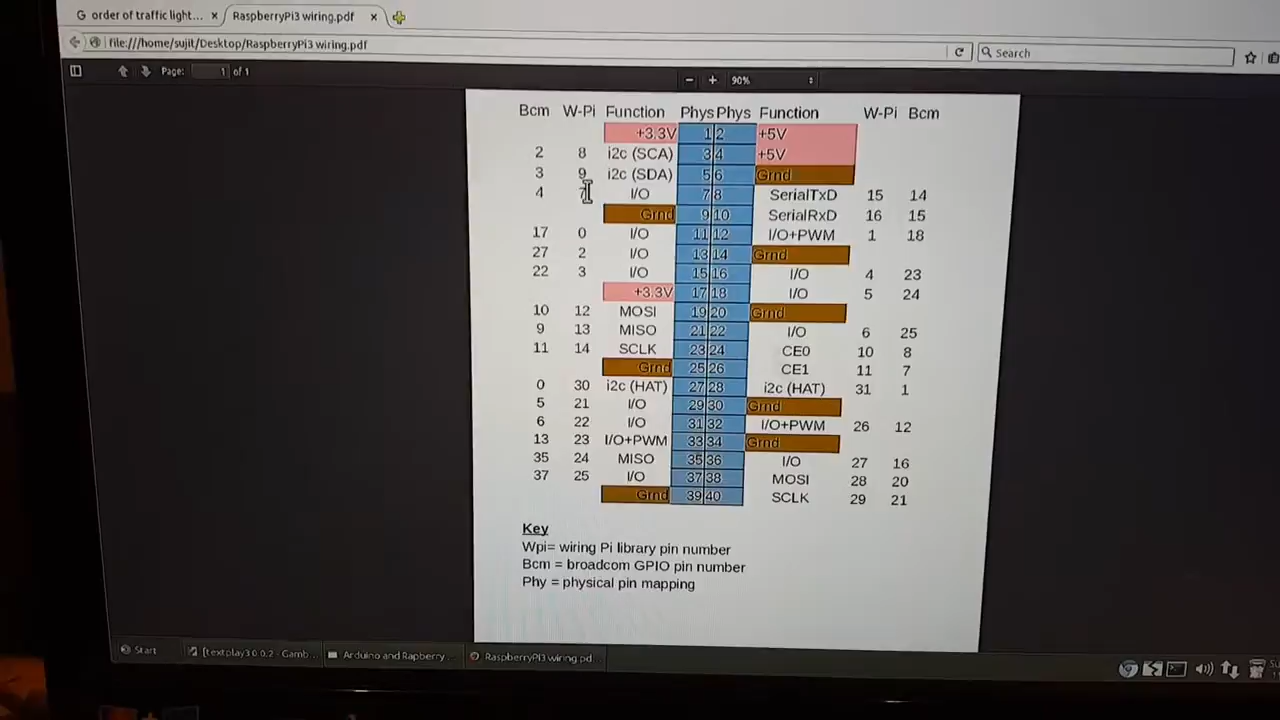 order of traffic light... ×
RaspberryPi3 wiring.pdf ×
file:///home/sujit/Desktop/RaspberryPi3 wiring.pdf
Search
Page: 1 of 1
90%
Bcm W-Pi Function Phys Phys Function W-Pi Bcm
+3.3V 1 2 +5V
2 8 i2c (SCA) 3 4 +5V
3 9 i2c (SDA) 5 6 Grnd
4 7 I/O 7 8 SerialTxD 15 14
Grnd 9 10 SerialRxD 16 15
17 0 I/O 11 12 I/O+PWM 1 18
27 2 I/O 13 14 Grnd
22 3 I/O 15 16 I/O 4 23
+3.3V 17 18 I/O 5 24
10 12 MOSI 19 20 Grnd
9 13 MISO 21 22 I/O 6 25
11 14 SCLK 23 24 CE0 10 8
Grnd 25 26 CE1 11 7
0 30 i2c (HAT) 27 28 i2c (HAT) 31 1
5 21 I/O 29 30 Grnd
6 22 I/O 31 32 I/O+PWM 26 12
13 23 I/O+PWM 33 34 Grnd
35 24 MISO 35 36 I/O 27 16
37 25 I/O 37 38 MOSI 28 20
Grnd 39 40 SCLK 29 21
Key
Wpi= wiring Pi library pin number
Bcm = broadcom GPIO pin number
Phy = physical pin mapping
Start
[textplay3 0.0.2 - Gamb...
Arduino and Rapberry ...
RaspberryPi3 wiring.pd...